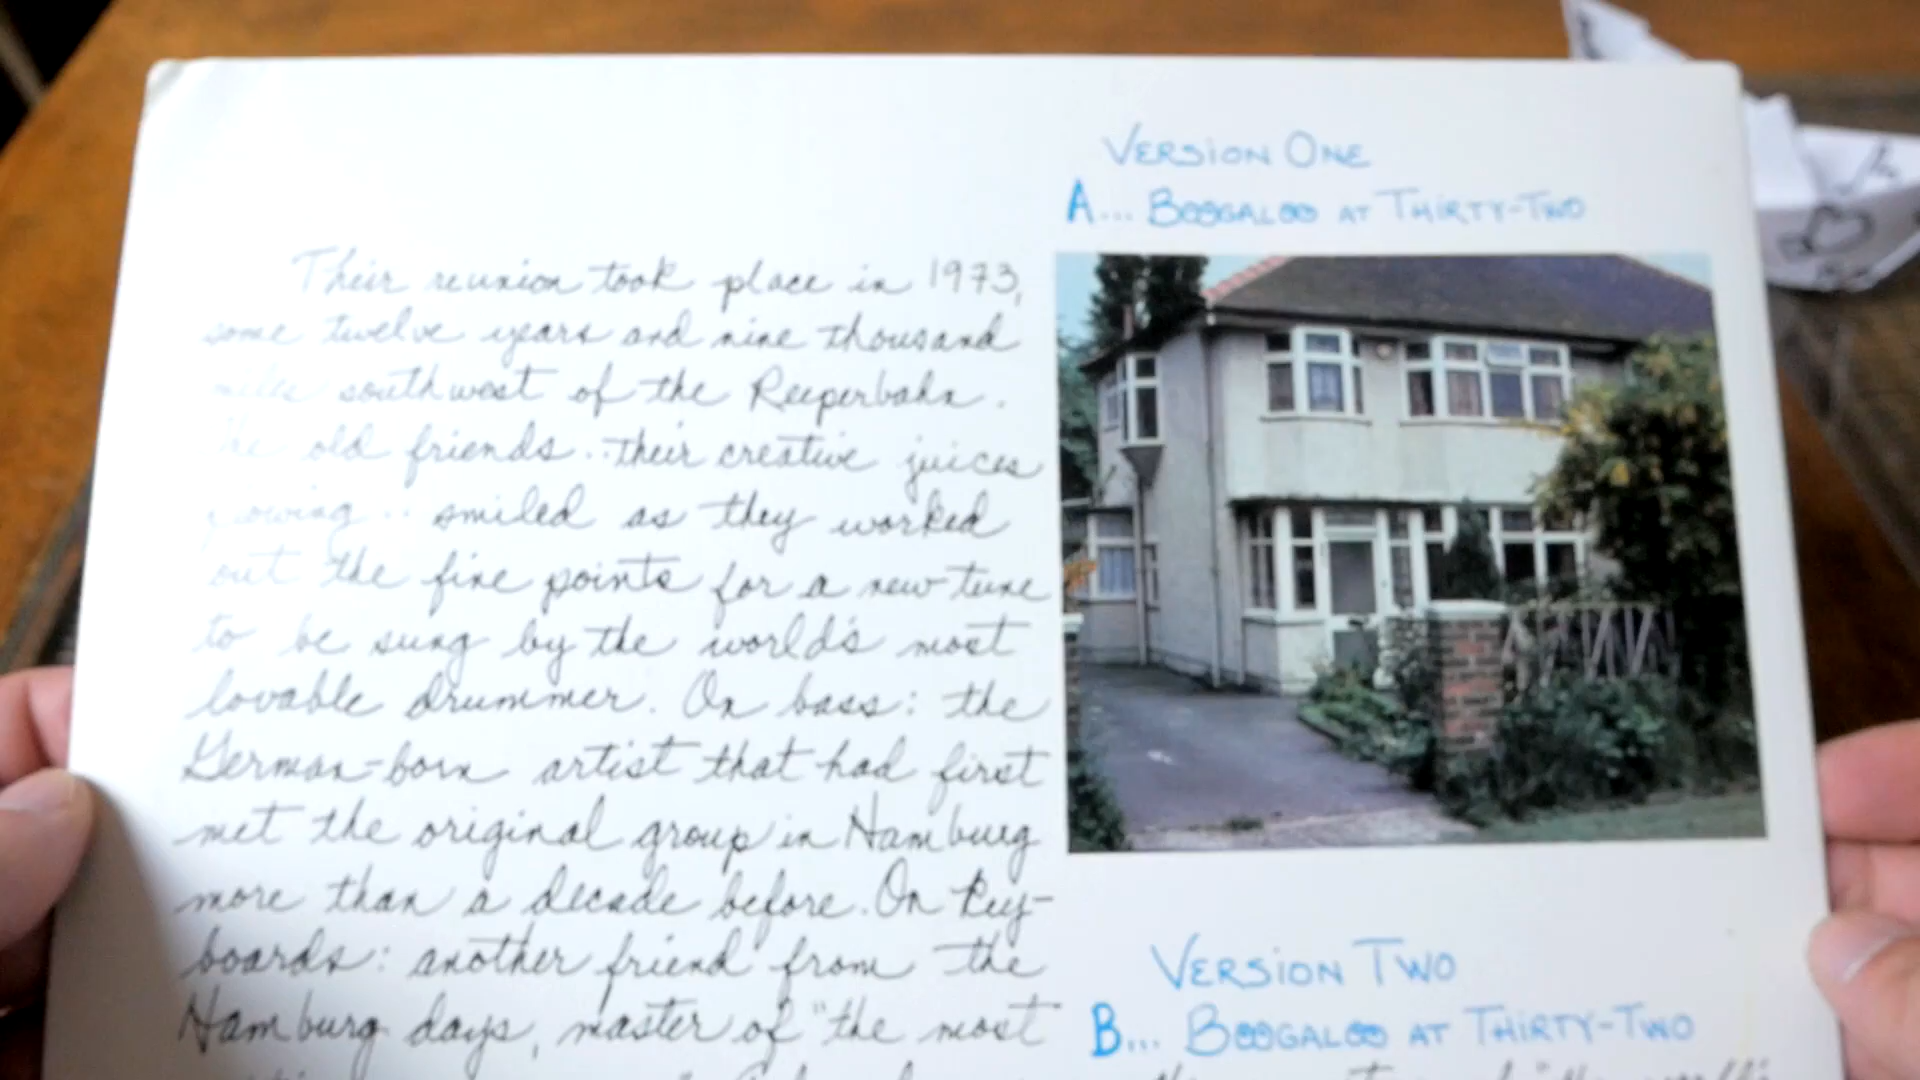 VERSION ONE
A... BOOGALOO AT THIRTY-TWO
Their reunion took place in 1973,
some twelve years and nine thousand
miles southwest of the Reeperbahn.
The old friends..their creative juices
flowing.. smiled as they worked
out the fine points for a new tune
to be sung by the world's most
lovable drummer. On bass: the
German-born artist that had first
met the original group in Hamburg
more than a decade before. On key-
boards: another friend from the
Hamburg days, master of "the most
VERSION TWO
B... BOOGALOO AT THIRTY-TWO